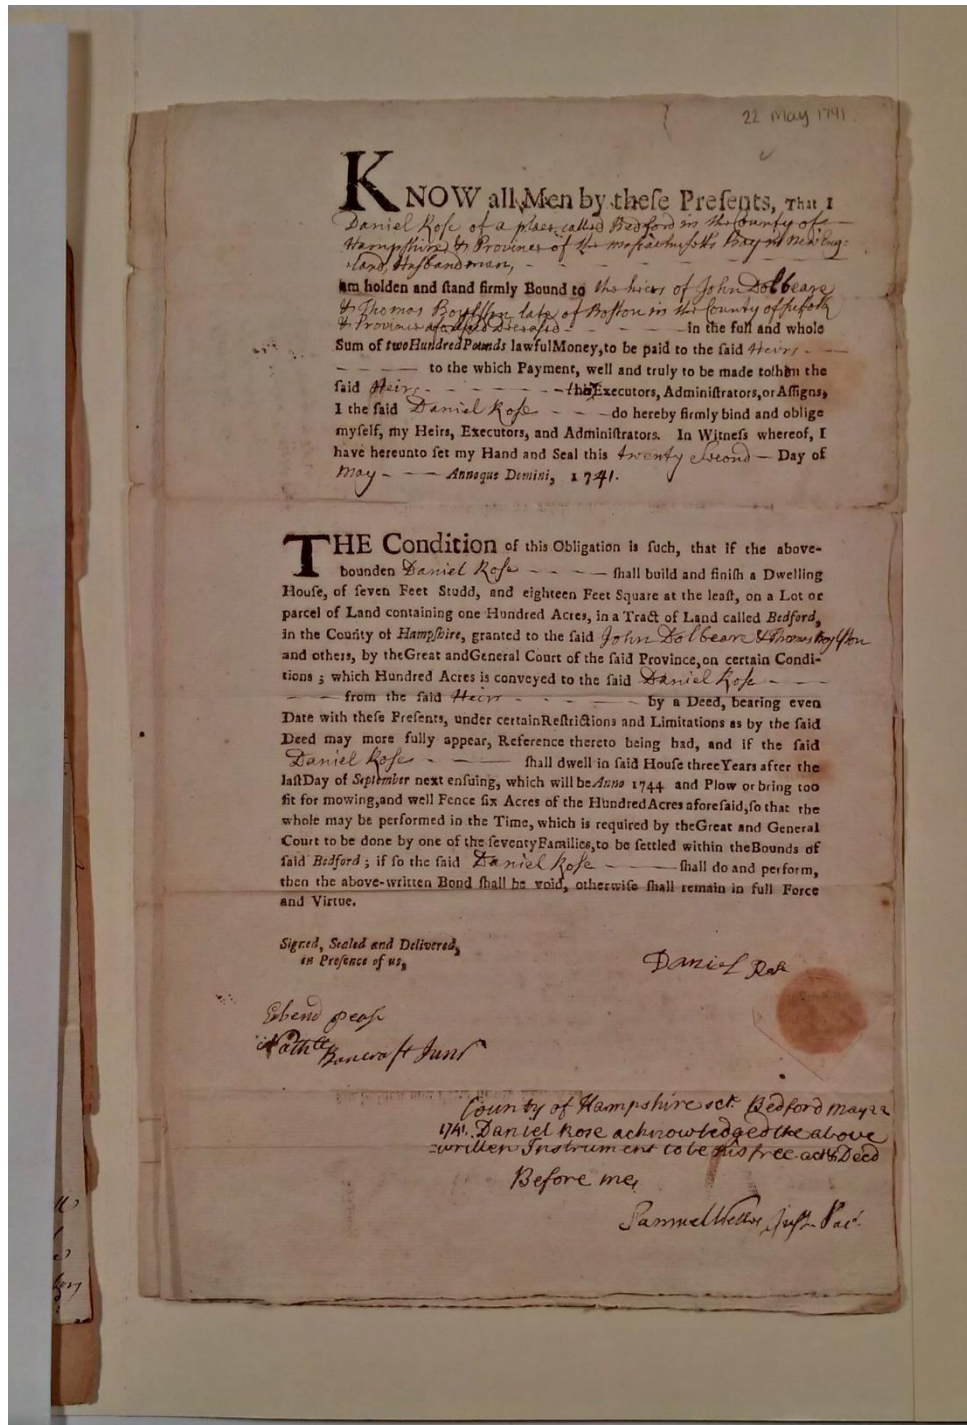 22 May 1741
KNOW all Men by theſe Preſents, That I
Daniel Roſe of a place called Bedford in the County of
Hampſhire & Province of the Maſsachuſetts Bay in New Eng-
land, Huſbandman, - - - - - -
am holden and ſtand firmly Bound to the heirs of John Dolbeare
& Thomas Boylſton late of Boſton in the County of Suffolk
& Province aforeſaid Deceaſed - - - - - in the full and whole
Sum of two Hundred Pounds lawful Money, to be paid to the ſaid Heirs - —
— - - - - to the which Payment, well and truly to be made to them the
ſaid Heirs - - - - - - - Executors, Adminiſtrators, or Aſſigns,
I the ſaid Daniel Roſe - - - do hereby firmly bind and oblige
myſelf, my Heirs, Executors, and Adminiſtrators. In Witneſs whereof, I
have hereunto ſet my Hand and Seal this twenty Second — Day of
May - — — Annoque Domini, 1741.
THE Condition of this Obligation is ſuch, that if the above-
bounden Daniel Roſe - - - — ſhall build and finiſh a Dwelling
Houſe, of ſeven Feet Studd, and eighteen Feet Square at the leaſt, on a Lot or
parcel of Land containing one Hundred Acres, in a Tract of Land called Bedford,
in the County of Hampſhire, granted to the ſaid John Dolbeare & Thomas Boylſton
and others, by the Great and General Court of the ſaid Province, on certain Condi-
tions; which Hundred Acres is conveyed to the ſaid Daniel Roſe - — -
— - — from the ſaid Heirs - - - - - — by a Deed, bearing even
Date with theſe Preſents, under certain Reſtrictions and Limitations as by the ſaid
Deed may more fully appear, Reference thereto being had, and if the ſaid
Daniel Roſe - - — ſhall dwell in ſaid Houſe three Years after the
laſt Day of September next enſuing, which will be Anno 1744 and Plow or bring too
fit for mowing, and well Fence ſix Acres of the Hundred Acres aforeſaid, ſo that the
whole may be performed in the Time, which is required by the Great and General
Court to be done by one of the ſeventy Families, to be ſettled within the Bounds of
ſaid Bedford; if ſo the ſaid Daniel Roſe - — — ſhall do and perform,
then the above-written Bond ſhall be void, otherwiſe ſhall remain in full Force
and Virtue.
Signed, Sealed and Delivered,
in Preſence of us,
Daniel Roſe
Ebend peaſe
Nathll Bancroft Junr
County of Hampshire sct. Bedford May 22
1741. Daniel Rose acknowledged the above
written Instrument to be his free act & Deed
Before me,
Samuel Juſt Pac.